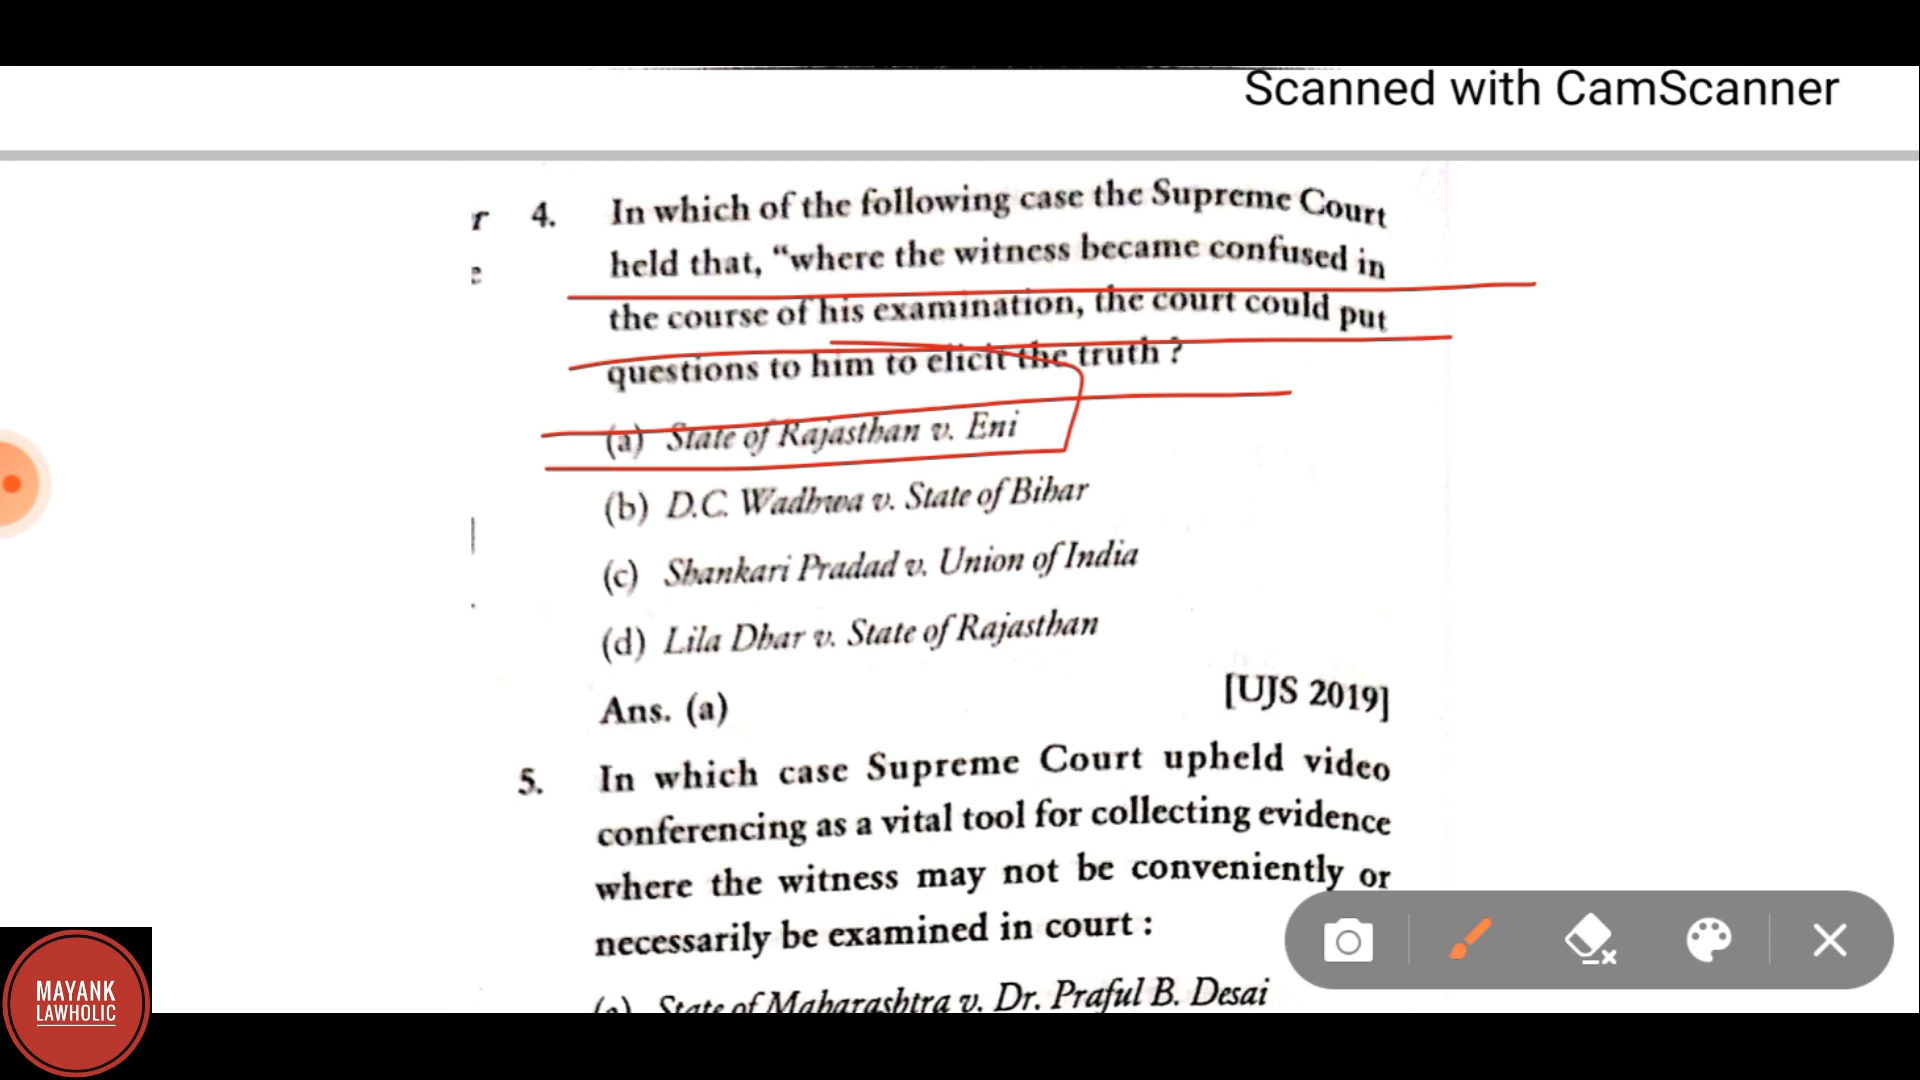 Scanned with CamScanner
r 4. In which of the following case the Supreme Court
held that, “where the witness became confused in
the course of his examination, the court could put
questions to him to elicit the truth ?
(a) State of Rajasthan v. Eni
(b) D.C. Wadhwa v. State of Bihar
(c) Shankari Pradad v. Union of India
(d) Lila Dhar v. State of Rajasthan
Ans. (a) [UJS 2019]
5. In which case Supreme Court upheld video
conferencing as a vital tool for collecting evidence
where the witness may not be conveniently or
necessarily be examined in court :
(a) State of Maharashtra v. Dr. Praful B. Desai
MAYANK
LAWHOLIC